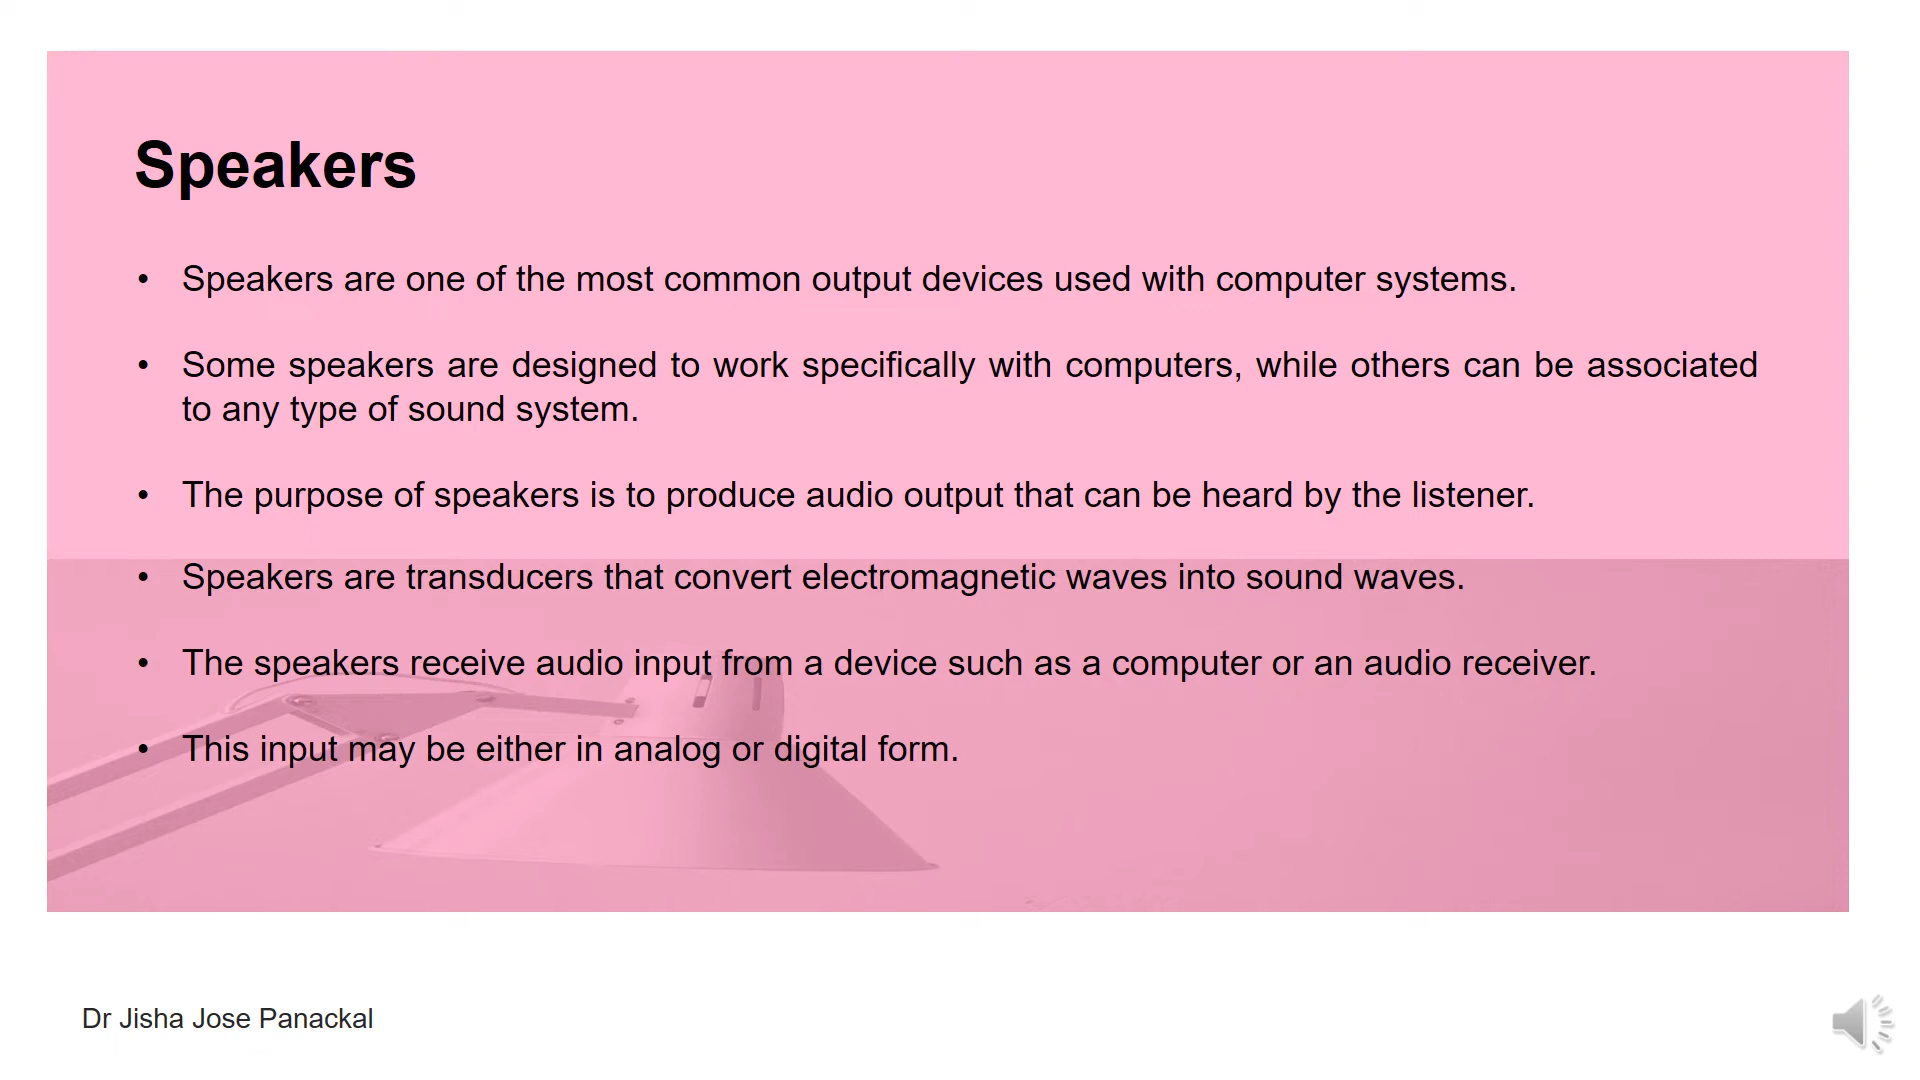 Speakers
• Speakers are one of the most common output devices used with computer systems.
• Some speakers are designed to work specifically with computers, while others can be associated
to any type of sound system.
• The purpose of speakers is to produce audio output that can be heard by the listener.
• Speakers are transducers that convert electromagnetic waves into sound waves.
• The speakers receive audio input from a device such as a computer or an audio receiver.
• This input may be either in analog or digital form.
Dr Jisha Jose Panackal